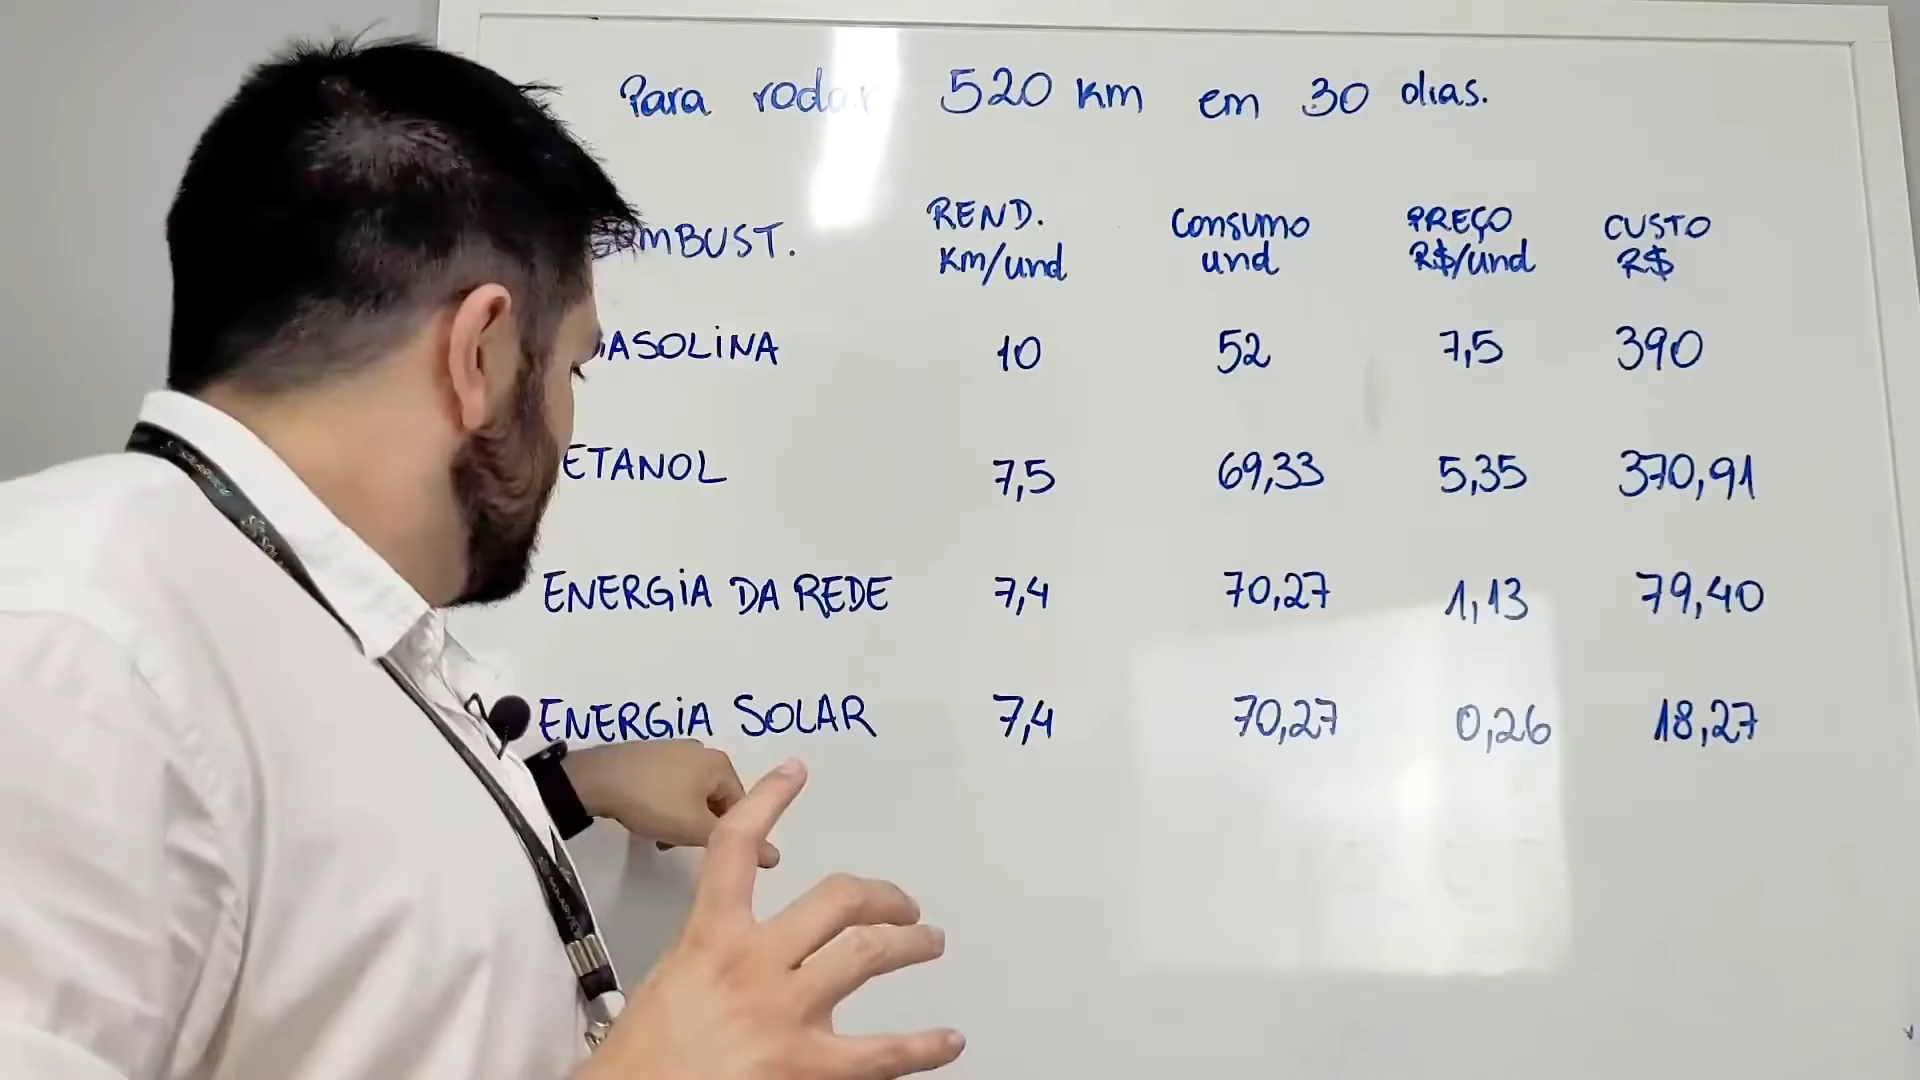 Para rodar 520 km em 30 dias.
COMBUST. REND. Km/und Consumo und PREÇO R$/und CUSTO R$
GASOLINA 10 52 7,5 390
ETANOL 7,5 69,33 5,35 370,91
ENERGIA DA REDE 7,4 70,27 1,13 79,40
ENERGIA SOLAR 7,4 70,27 0,26 18,27